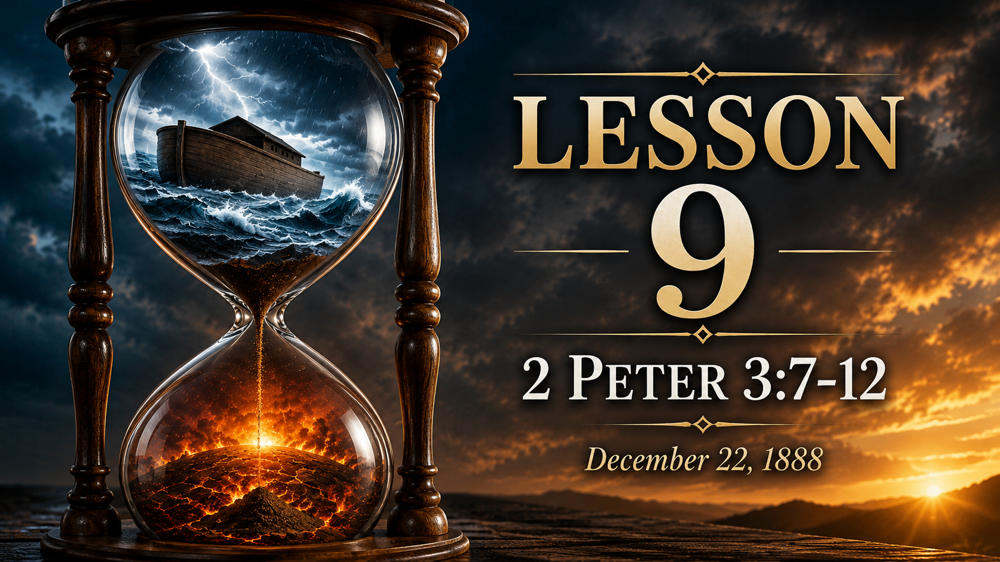 LESSON
9
2 PETER 3:7-12
December 22, 1888